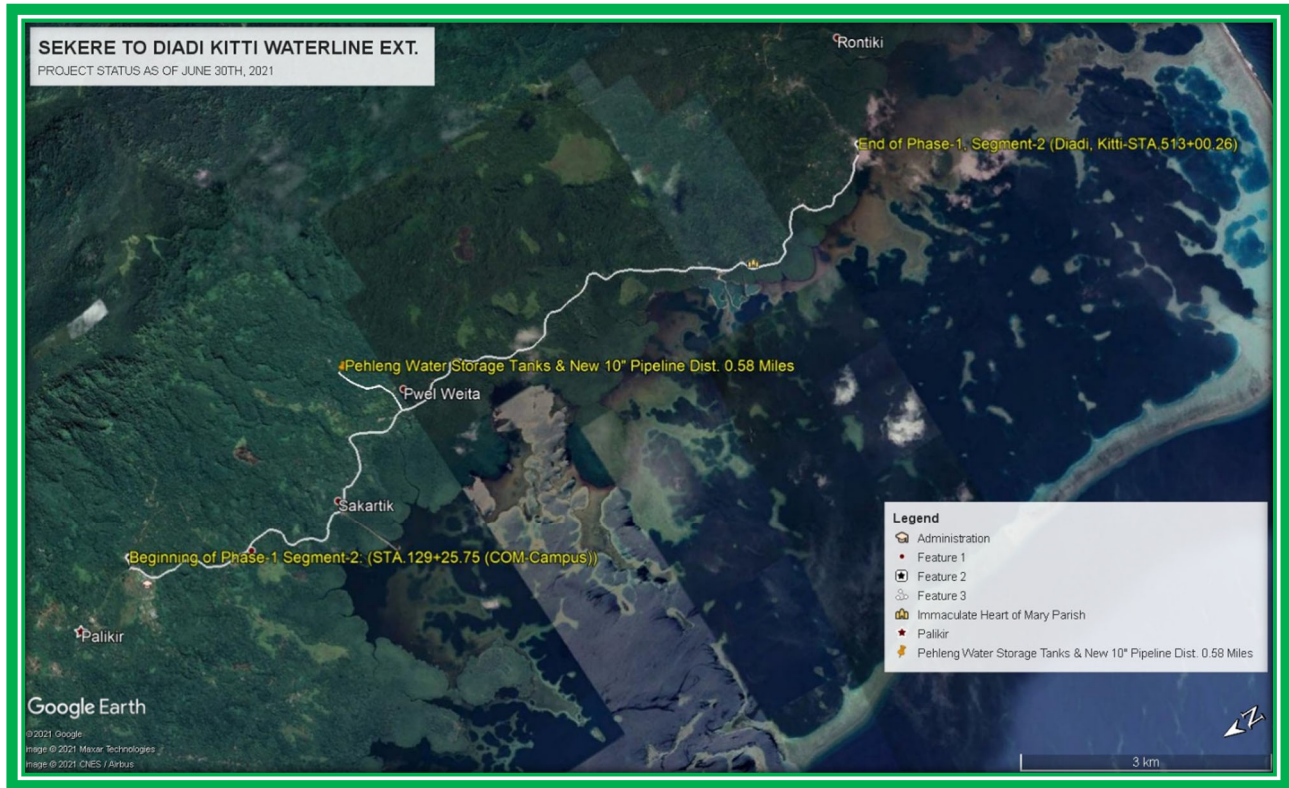 SEKERE TO DIADI KITTI WATERLINE EXT.
PROJECT STATUS AS OF JUNE 30TH, 2021
Rontiki
End of Phase-1, Segment-2 (Diadi, Kitti-STA.513+00.26)
Pehleng Water Storage Tanks & New 10" Pipeline Dist. 0.58 Miles
Pwel Weita
Sakartik
Beginning of Phase-1 Segment-2: (STA.129+25.75 (COM-Campus))
Palikir
Legend
Administration
Feature 1
Feature 2
Feature 3
Immaculate Heart of Mary Parish
Palikir
Pehleng Water Storage Tanks & New 10" Pipeline Dist. 0.58 Miles
Google Earth
©2021 Google
Image © 2021 Maxar Technologies
Image © 2021 CNES / Airbus
N
3 km